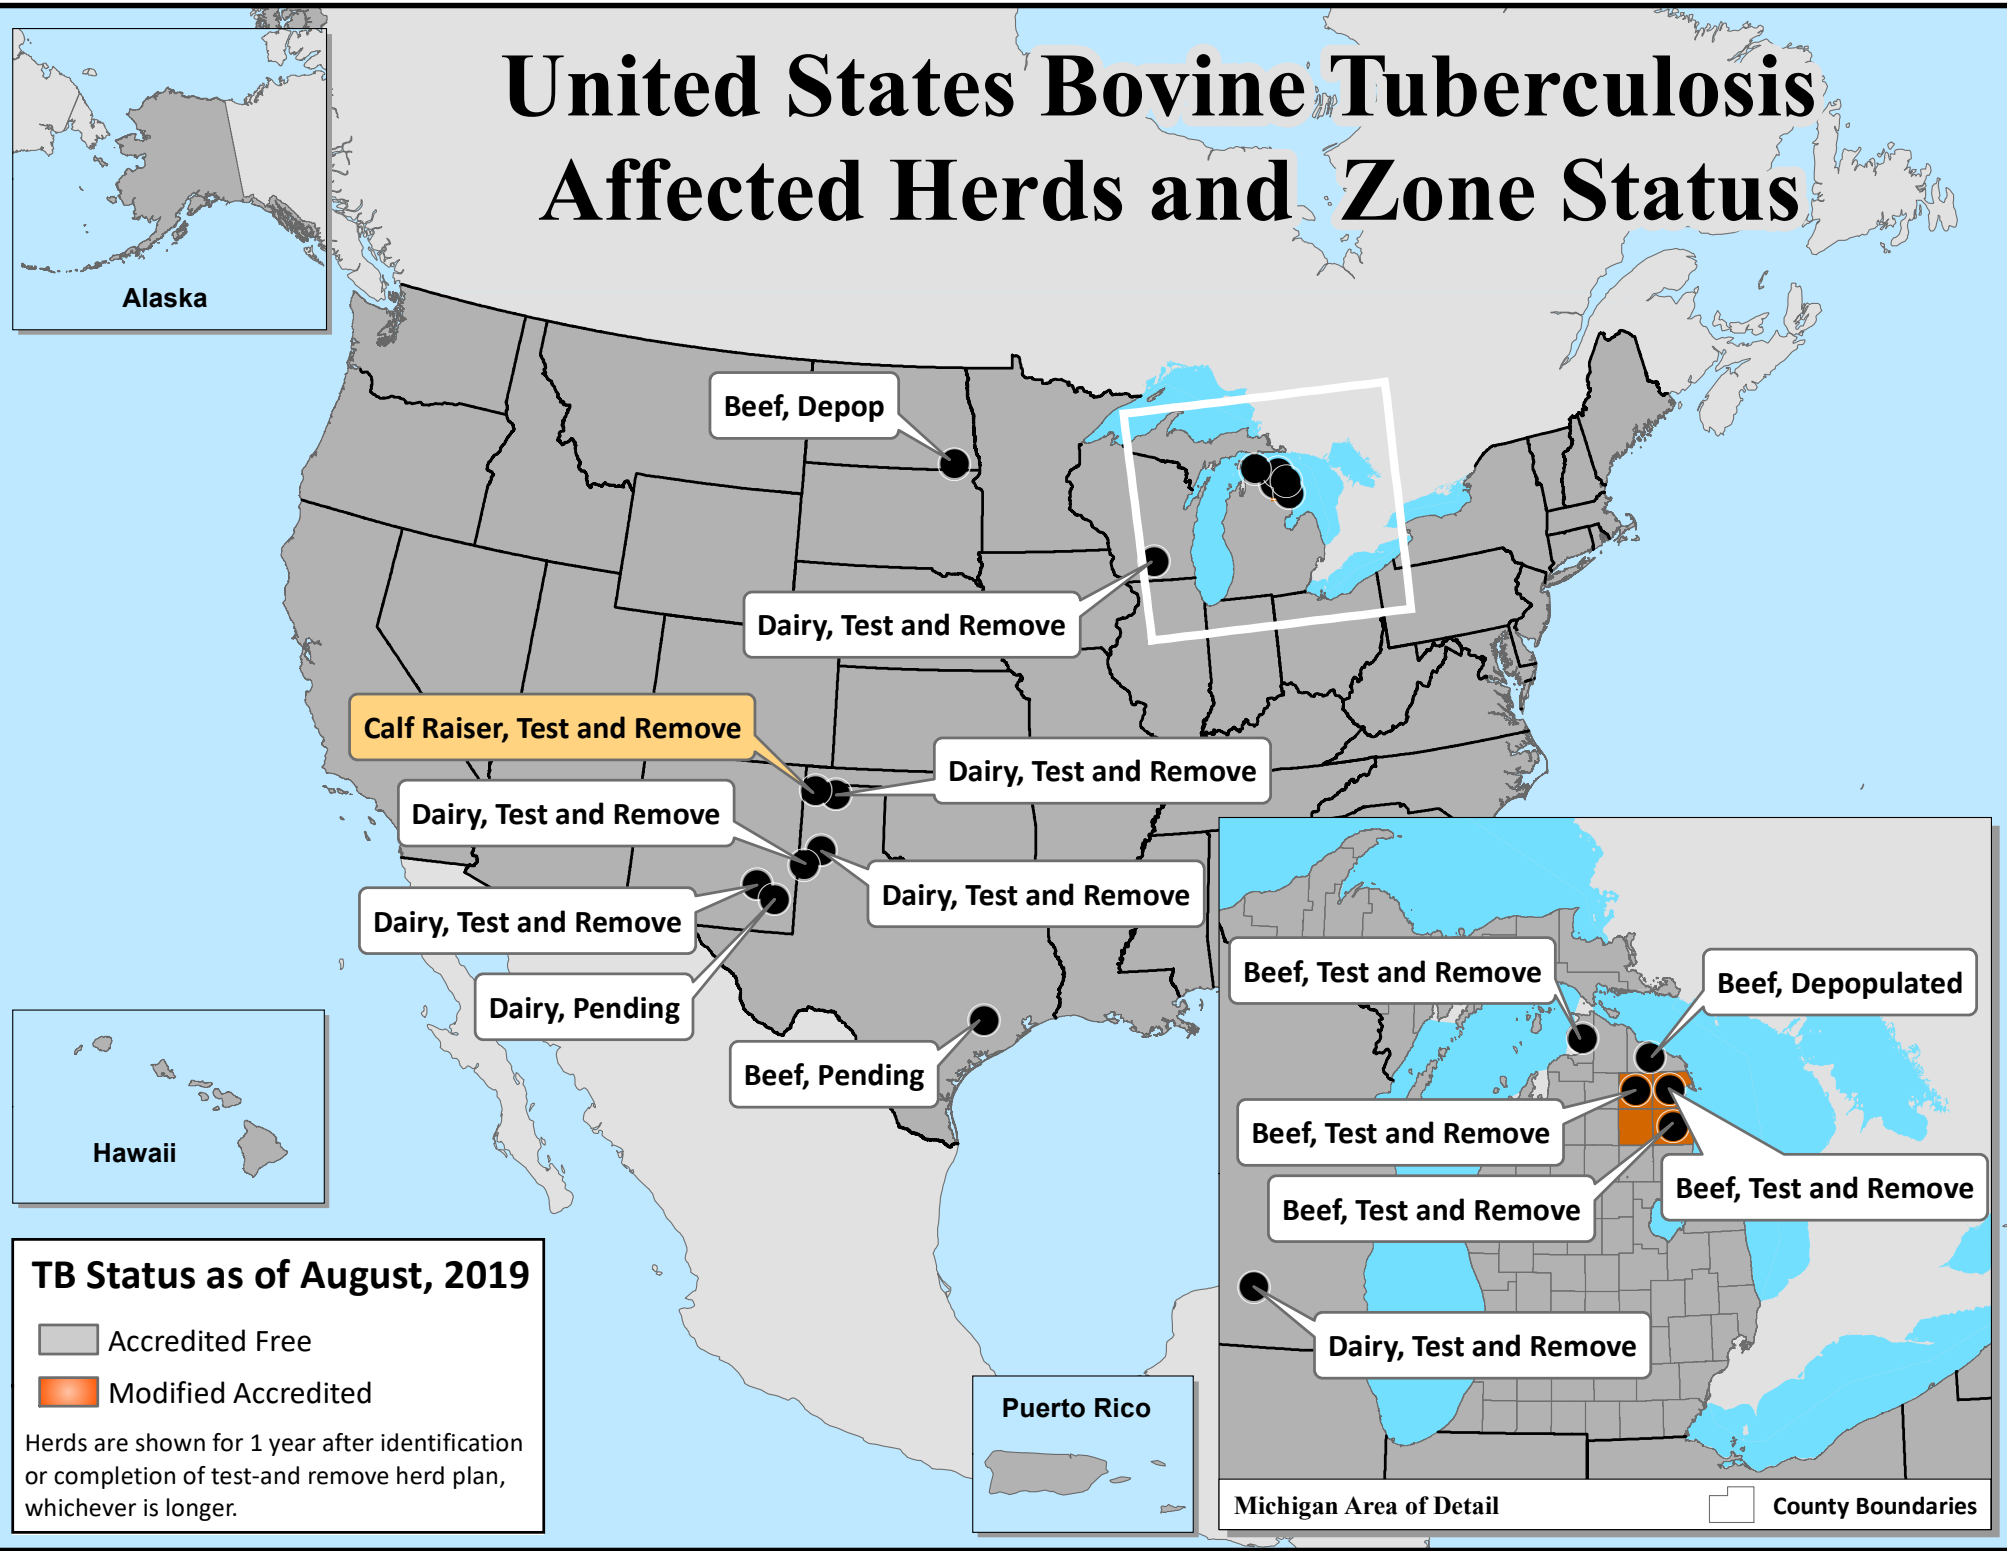 United States Bovine Tuberculosis
Affected Herds and Zone Status
Alaska
Beef, Depop
Dairy, Test and Remove
Calf Raiser, Test and Remove
Dairy, Test and Remove
Dairy, Test and Remove
Dairy, Test and Remove
Dairy, Test and Remove
Dairy, Pending
Beef, Pending
Hawaii
TB Status as of August, 2019
Accredited Free
Modified Accredited
Herds are shown for 1 year after identification
or completion of test-and remove herd plan,
whichever is longer.
Puerto Rico
Beef, Test and Remove
Beef, Depopulated
Beef, Test and Remove
Beef, Test and Remove
Beef, Test and Remove
Dairy, Test and Remove
Michigan Area of Detail
County Boundaries